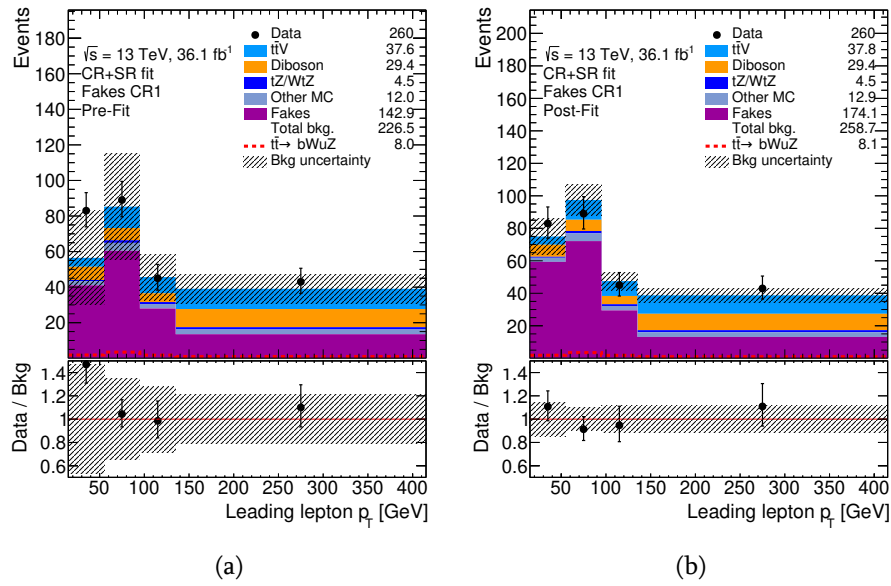 Events
180
160
140
120
100
80
60
40
20
√s = 13 TeV, 36.1 fb⁻¹
CR+SR fit
Fakes CR1
Pre-Fit
Data 260
tt̄V 37.6
Diboson 29.4
tZ/WtZ 4.5
Other MC 12.0
Fakes 142.9
Total bkg. 226.5
tt̄→ bWuZ 8.0
Bkg uncertainty
Data / Bkg
1.4
1.2
1
0.8
0.6
50 100 150 200 250 300 350 400
Leading lepton p_T [GeV]
(a)
Events
200
180
160
140
120
100
80
60
40
20
√s = 13 TeV, 36.1 fb⁻¹
CR+SR fit
Fakes CR1
Post-Fit
Data 260
tt̄V 37.8
Diboson 29.4
tZ/WtZ 4.5
Other MC 12.9
Fakes 174.1
Total bkg. 258.7
tt̄→ bWuZ 8.1
Bkg uncertainty
Data / Bkg
1.4
1.2
1
0.8
0.6
50 100 150 200 250 300 350 400
Leading lepton p_T [GeV]
(b)